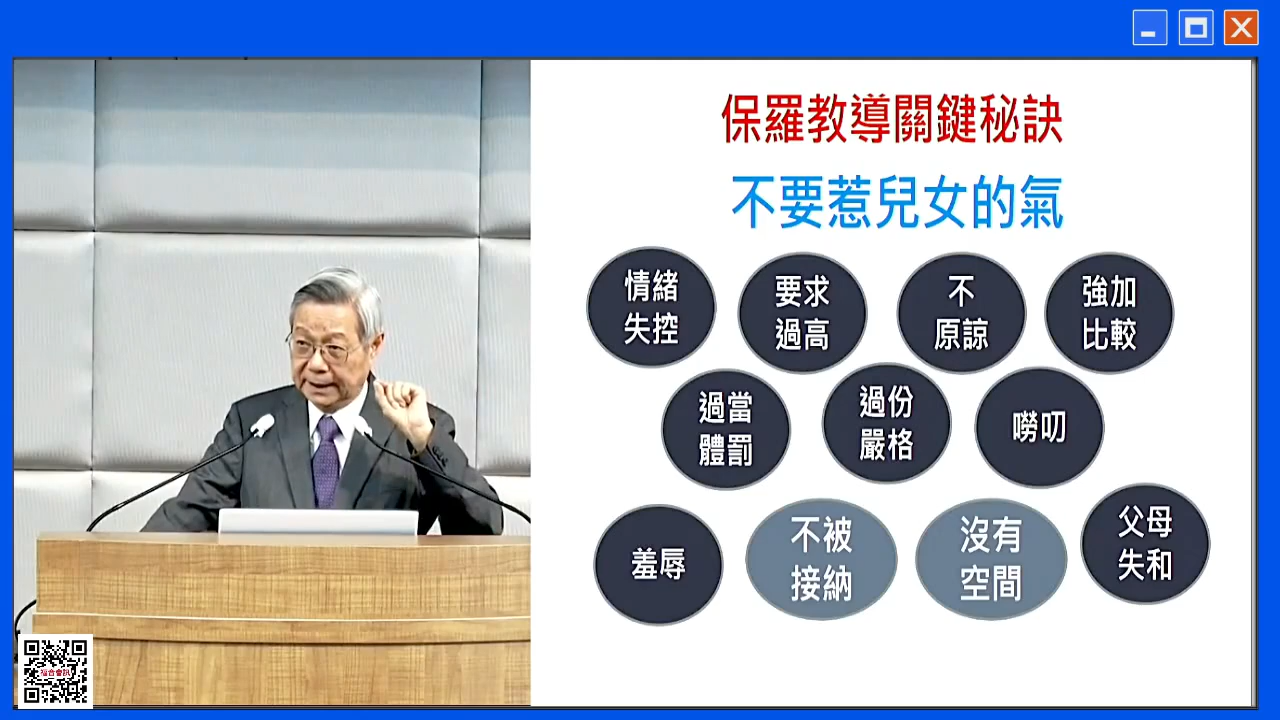 保羅教導關鍵秘訣
不要惹兒女的氣
情緒
失控
要求
過高
不
原諒
強加
比較
過當
體罰
過份
嚴格
嘮叨
羞辱
不被
接納
沒有
空間
父母
失和